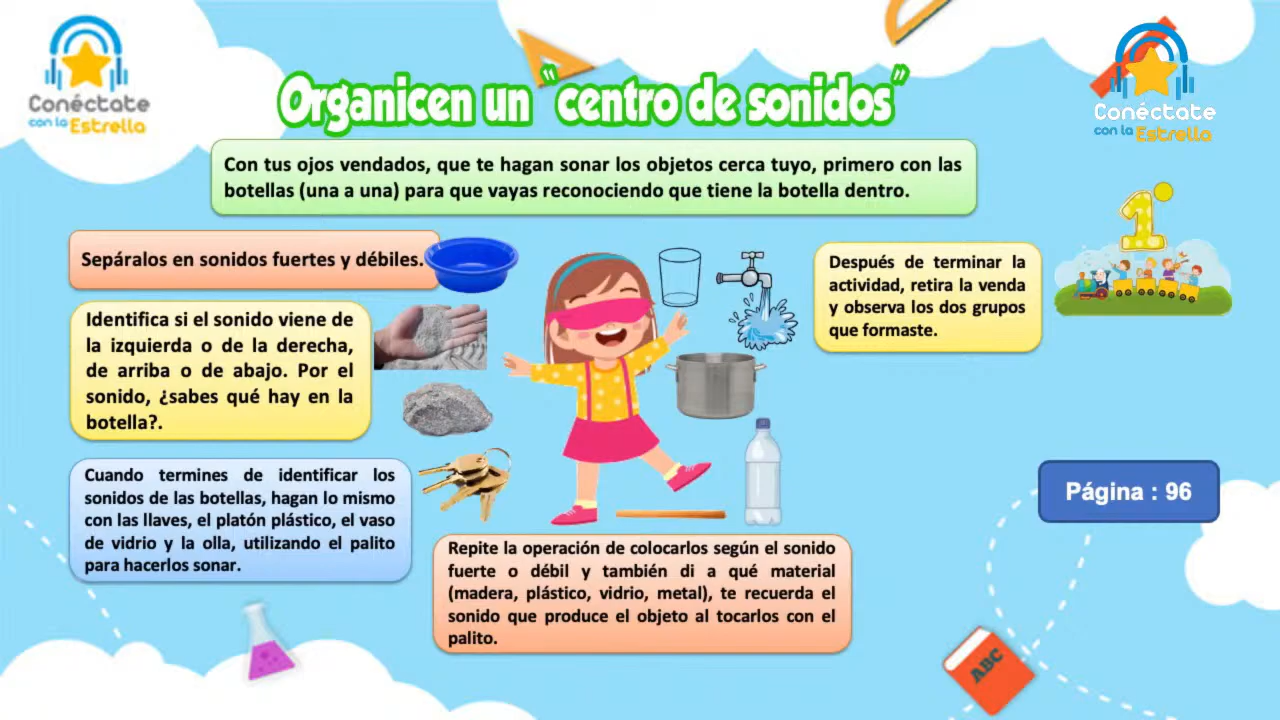 Conéctate
con la Estrella
Conéctate
con la Estrella
Organicen un "centro de sonidos"
Con tus ojos vendados, que te hagan sonar los objetos cerca tuyo, primero con las
botellas (una a una) para que vayas reconociendo que tiene la botella dentro.
1°
Sepáralos en sonidos fuertes y débiles.
Identifica si el sonido viene de
la izquierda o de la derecha,
de arriba o de abajo. Por el
sonido, ¿sabes qué hay en la
botella?.
Cuando termines de identificar los
sonidos de las botellas, hagan lo mismo
con las llaves, el platón plástico, el vaso
de vidrio y la olla, utilizando el palito
para hacerlos sonar.
Repite la operación de colocarlos según el sonido
fuerte o débil y también di a qué material
(madera, plástico, vidrio, metal), te recuerda el
sonido que produce el objeto al tocarlos con el
palito.
Después de terminar la
actividad, retira la venda
y observa los dos grupos
que formaste.
Página : 96
ABC